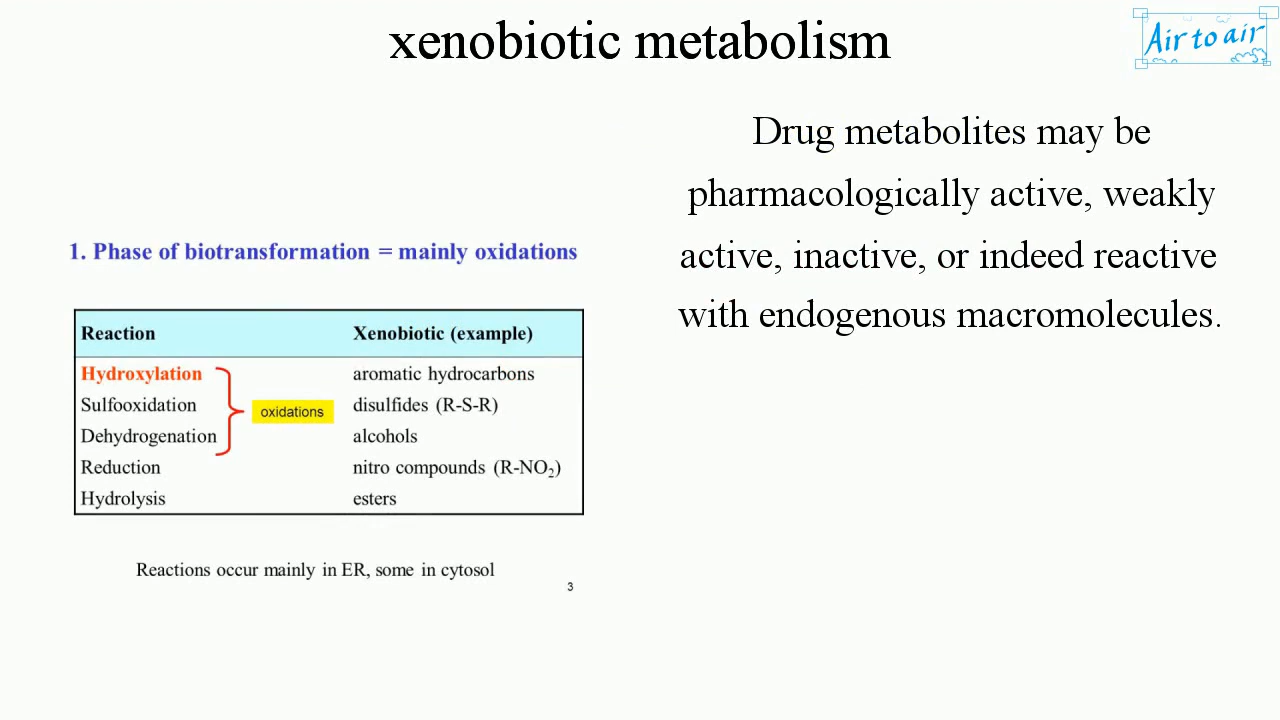 xenobiotic metabolism
Air to air
Drug metabolites may be
pharmacologically active, weakly
active, inactive, or indeed reactive
with endogenous macromolecules.
1. Phase of biotransformation = mainly oxidations
Reaction Xenobiotic (example)
Hydroxylation aromatic hydrocarbons
Sulfooxidation disulfides (R-S-R)
oxidations
Dehydrogenation alcohols
Reduction nitro compounds (R-NO₂)
Hydrolysis esters
Reactions occur mainly in ER, some in cytosol
3